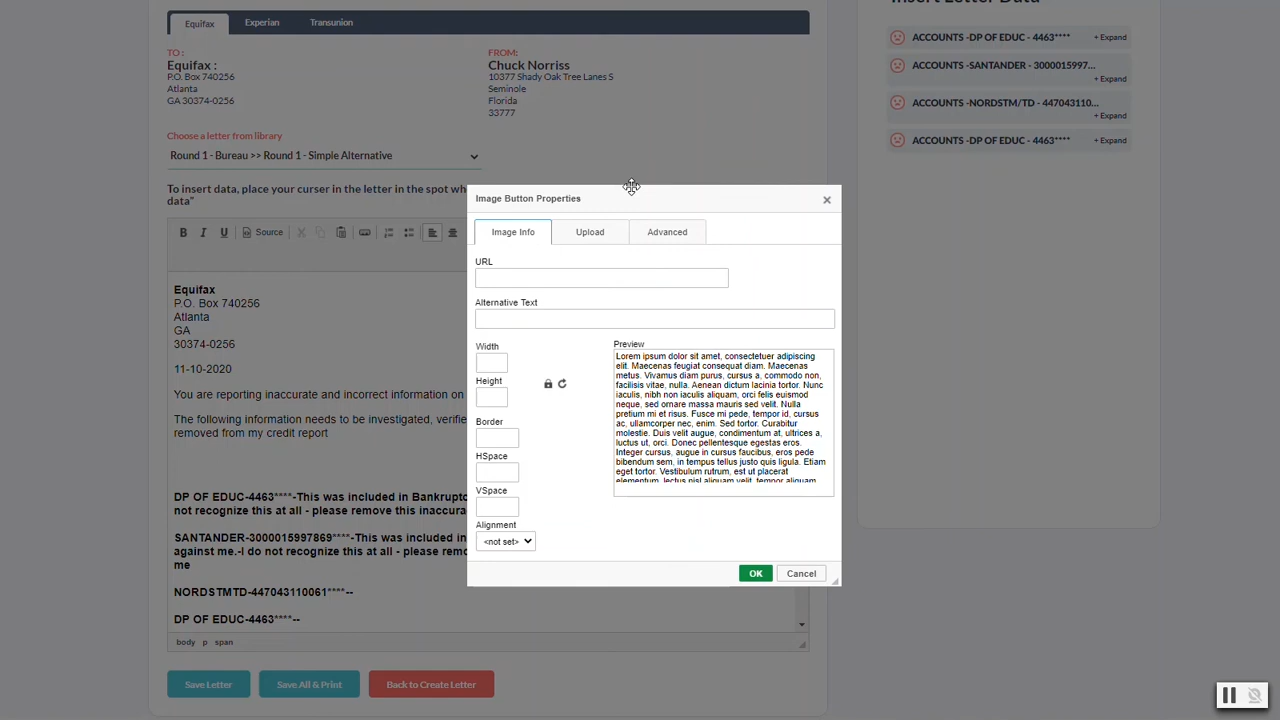 Insert Letter Data
Equifax
Experian
Transunion
TO :
Equifax :
P.O. Box 740256
Atlanta
GA 30374-0256
FROM:
Chuck Norriss
10377 Shady Oak Tree Lanes S
Seminole
Florida
33777
ACCOUNTS -DP OF EDUC - 4463****
+ Expand
ACCOUNTS -SANTANDER - 3000015997...
+ Expand
ACCOUNTS -NORDSTM/TD - 447043110...
+ Expand
ACCOUNTS -DP OF EDUC - 4463****
+ Expand
Choose a letter from library
Round 1 - Bureau >> Round 1 - Simple Alternative
To insert data, place your curser in the letter in the spot
data"
B I U Source
Equifax
P.O. Box 740256
Atlanta
GA
30374-0256
11-10-2020
You are reporting inaccurate and incorrect information on
The following information needs to be investigated,
removed from my credit report
DP OF EDUC-4463****-This was included in
not recognize this at all - please remove this
SANTANDER-3000015997869****-This was included in
against me.-I do not recognize this at all - please
me
NORDSTMTD-447043110061****--
DP OF EDUC-4463****--
body p span
Save Letter
Save All & Print
Back to Create Letter
Image Button Properties
Image Info
Upload
Advanced
URL
Alternative Text
Width
Height
Border
HSpace
VSpace
Alignment
<not set>
Preview
Lorem ipsum dolor sit amet, consectetuer adipiscing
elit. Maecenas feugiat consequat diam. Maecenas
metus. Vivamus diam purus, cursus a, commodo non,
facilisis vitae, nulla. Aenean dictum lacinia tortor. Nunc
iaculis, nibh non iaculis aliquam, orci felis euismod
neque, sed ornare massa mauris sed velit. Nulla
pretium mi et risus. Fusce mi pede, tempor id, cursus
ac, ullamcorper nec, enim. Sed tortor. Curabitur
molestie. Duis velit augue, condimentum at, ultrices a,
luctus ut, orci. Donec pellentesque egestas eros.
Integer cursus, augue in cursus faucibus, eros pede
bibendum sem, in tempus tellus justo quis ligula. Etiam
eget tortor. Vestibulum rutrum, est ut placerat
elementum, lectus nisl aliquam velit, tempor aliquam
OK
Cancel